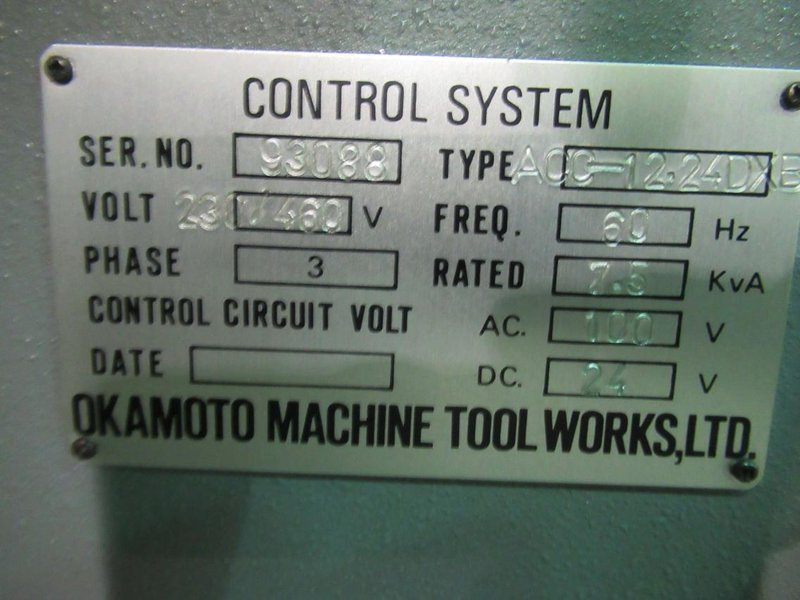 CONTROL SYSTEM
SER. NO. 93088 TYPE ACC-12.24DXB
VOLT 230/460 V FREQ. 60 Hz
PHASE 3 RATED 7.5 KvA
CONTROL CIRCUIT VOLT AC. 100 V
DATE DC. 24 V
OKAMOTO MACHINE TOOL WORKS,LTD.